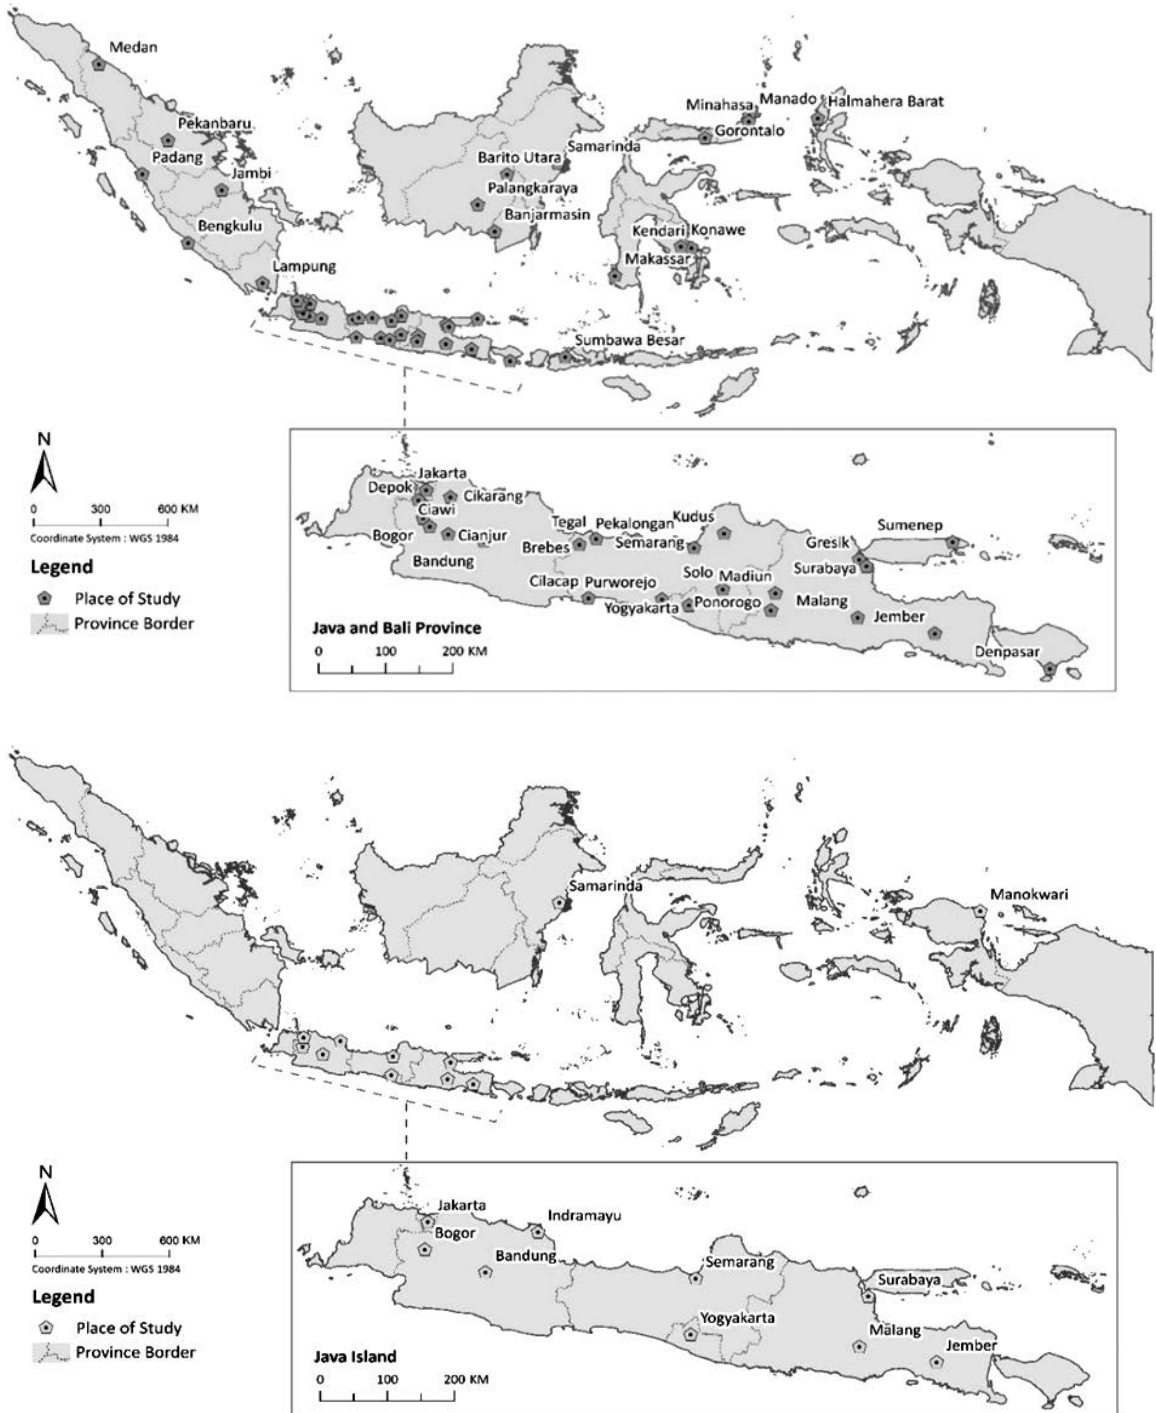 Medan
Pekanbaru
Padang
Jambi
Bengkulu
Lampung
Barito Utara
Samarinda
Palangkaraya
Banjarmasin
Minahasa
Manado
Halmahera Barat
Gorontalo
Kendari
Konawe
Makassar
Sumbawa Besar
N
0 300 600 KM
Coordinate System : WGS 1984
Legend
Place of Study
Province Border
Jakarta
Depok
Cikarang
Ciawi
Bogor
Cianjur
Bandung
Tegal
Pekalongan
Kudus
Brebes
Semarang
Cilacap
Purworejo
Solo
Madiun
Yogyakarta
Ponorogo
Gresik
Surabaya
Sumenep
Malang
Jember
Denpasar
Java and Bali Province
0 100 200 KM
Samarinda
Manokwari
N
0 300 600 KM
Coordinate System : WGS 1984
Legend
Place of Study
Province Border
Jakarta
Indramayu
Bogor
Bandung
Semarang
Surabaya
Yogyakarta
Malang
Jember
Java Island
0 100 200 KM